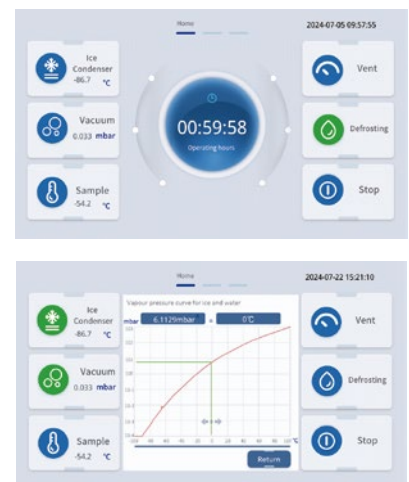 Home
2024-07-05 09:57:55
Ice
Condenser
-86.7 °C
Vent
Vacuum
0.033 mbar
00:59:58
Operating hours
Defrosting
Sample
-54.2 °C
Stop
Home
2024-07-22 15:21:10
Ice
Condenser
-86.7 °C
Vapour pressure curve for ice and water
mbar 6.1129mbar = 0°C
Vent
Vacuum
0.033 mbar
Defrosting
Sample
-54.2 °C
°C
Return
Stop